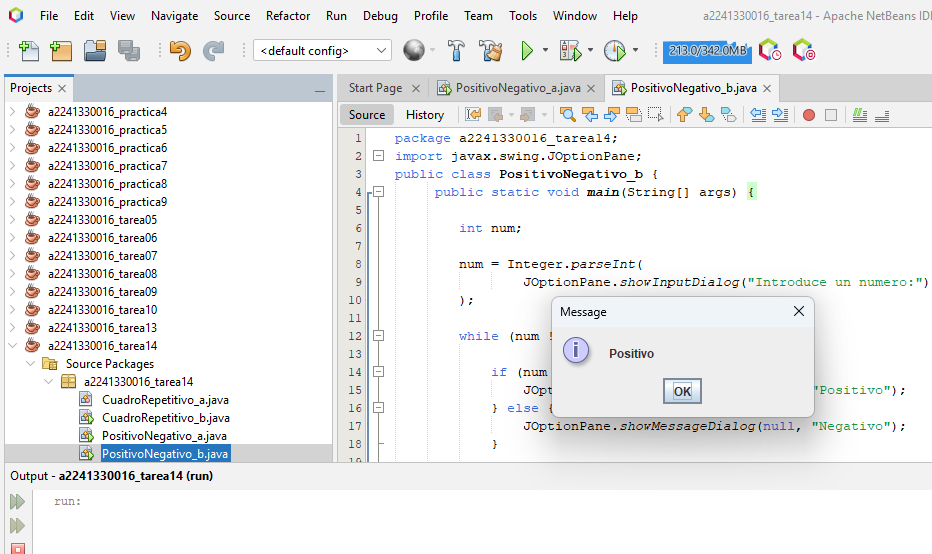 File Edit View Navigate Source Refactor Run Debug Profile Team Tools Window Help a2241330016_tarea14 - Apache NetBeans IDE
<default config> 213.0/342.0MB
Projects
Start Page PositivoNegativo_a.java PositivoNegativo_b.java
Source History
a2241330016_practica4
a2241330016_practica5
a2241330016_practica6
a2241330016_practica7
a2241330016_practica8
a2241330016_practica9
a2241330016_tarea05
a2241330016_tarea06
a2241330016_tarea07
a2241330016_tarea08
a2241330016_tarea09
a2241330016_tarea10
a2241330016_tarea13
a2241330016_tarea14
Source Packages
a2241330016_tarea14
CuadroRepetitivo_a.java
CuadroRepetitivo_b.java
PositivoNegativo_a.java
PositivoNegativo_b.java
1 package a2241330016_tarea14;
2 import javax.swing.JOptionPane;
3 public class PositivoNegativo_b {
4 public static void main(String[] args) {
5
6 int num;
7
8 num = Integer.parseInt(
9 JOptionPane.showInputDialog("Introduce un numero:")
10 );
11
12 while (num !
13
14 if (num
15 JOpt "Positivo");
16 } else {
17 JOptionPane.showMessageDialog(null, "Negativo");
18 }
19
Message
Positivo
OK
Output - a2241330016_tarea14 (run)
run: